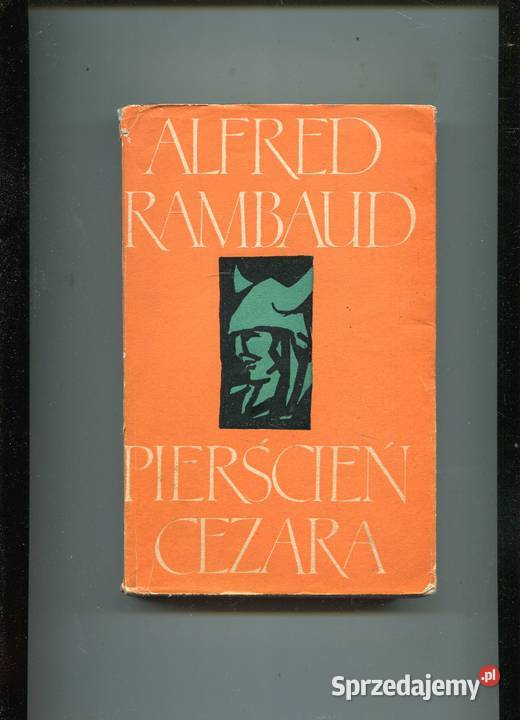 ALFRED
RAMBAUD
PIERŚCIEŃ
CEZARA
Sprzedajemy.pl